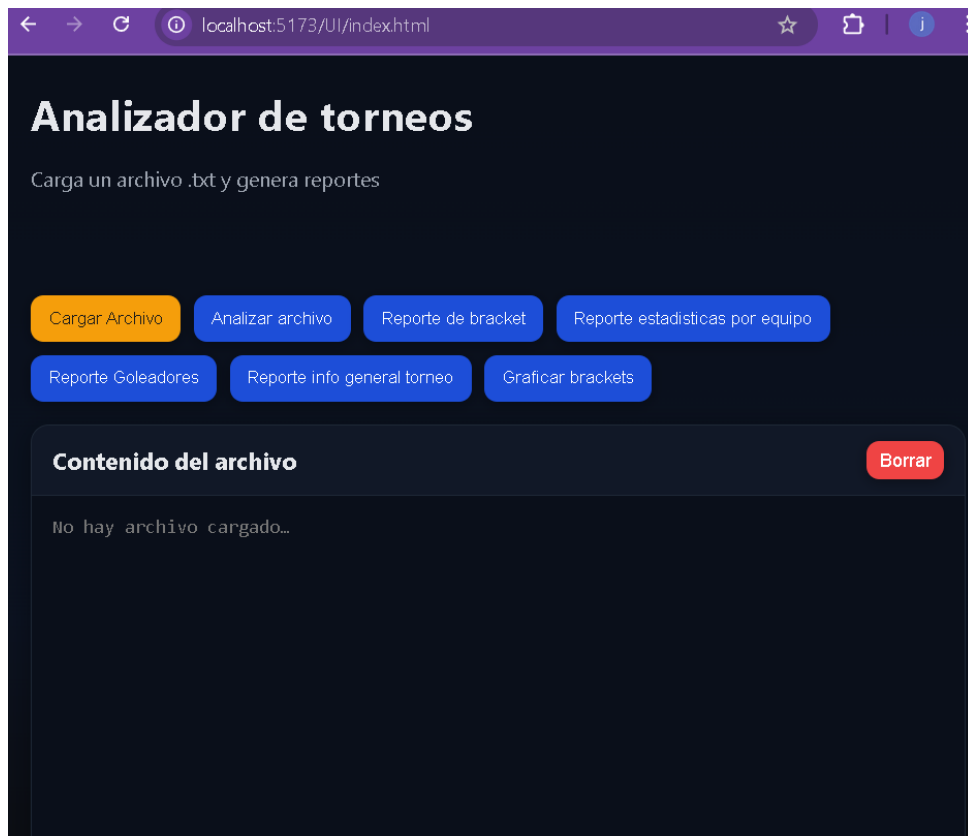 localhost:5173/UI/index.html
j
Analizador de torneos
Carga un archivo .txt y genera reportes
Cargar Archivo Analizar archivo Reporte de bracket Reporte estadisticas por equipo
Reporte Goleadores Reporte info general torneo Graficar brackets
Contenido del archivo Borrar
No hay archivo cargado…